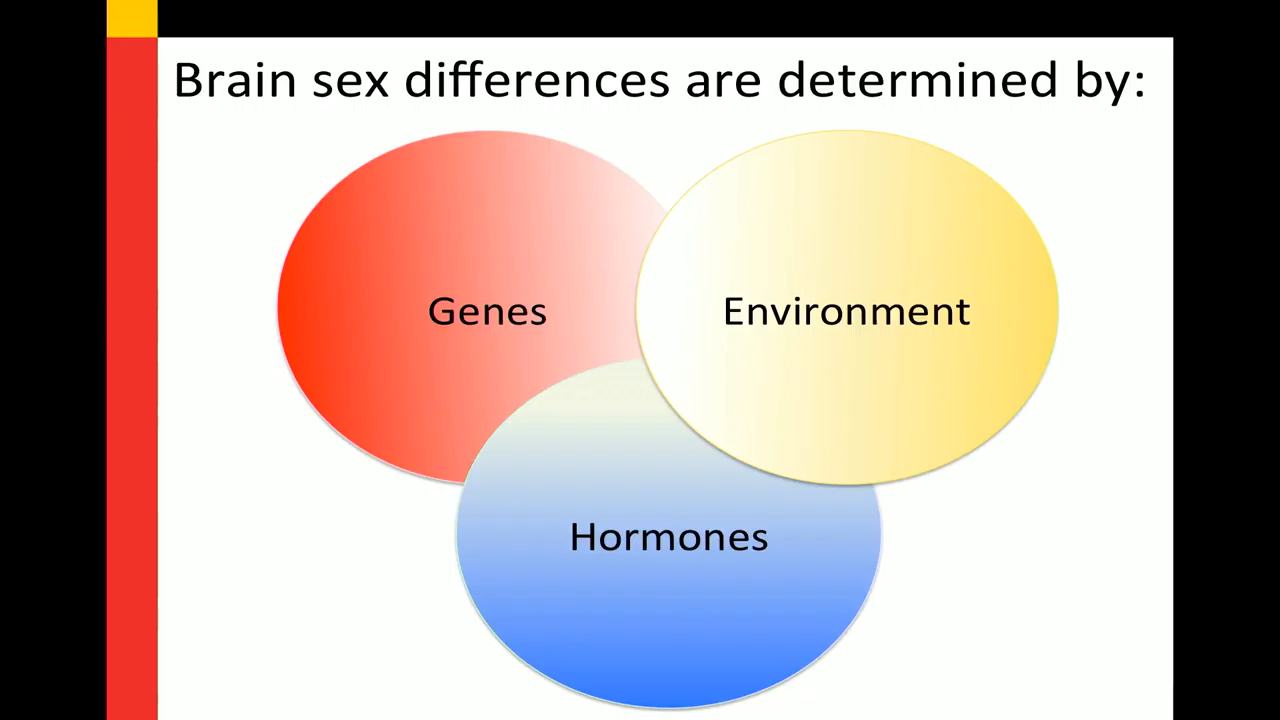 Brain sex differences are determined by:
Genes
Environment
Hormones